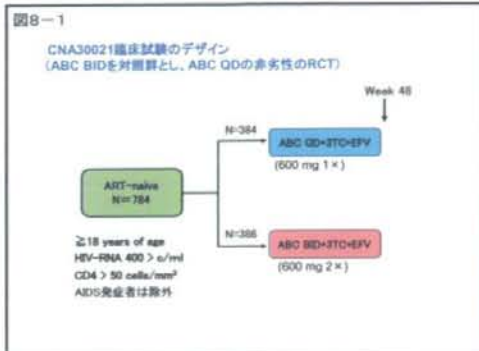 図8-1
CNA30021臨床試験のデザイン
(ABC BIDを対照群とし、ABC QDの非劣性のRCT)
Week 48
N=384
ABC QD+3TC+EFV
(600 mg 1×)
ART-naive
N=784
N=386
ABC BID+3TC+EFV
(600 mg 2×)
≧18 years of age
HIV-RNA 400 > c/ml
CD4 > 50 cells/mm³
AIDS発症者は除外